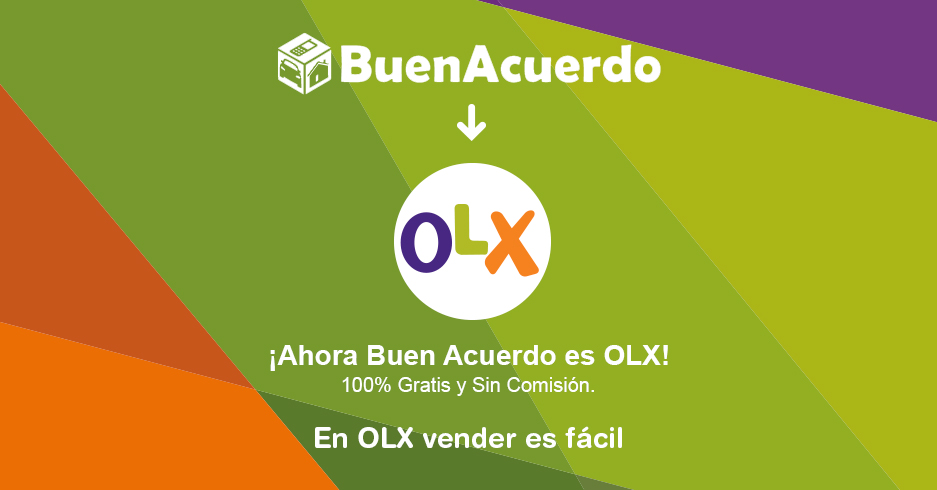 BuenAcuerdo
OLX
¡Ahora Buen Acuerdo es OLX!
100% Gratis y Sin Comisión.
En OLX vender es fácil